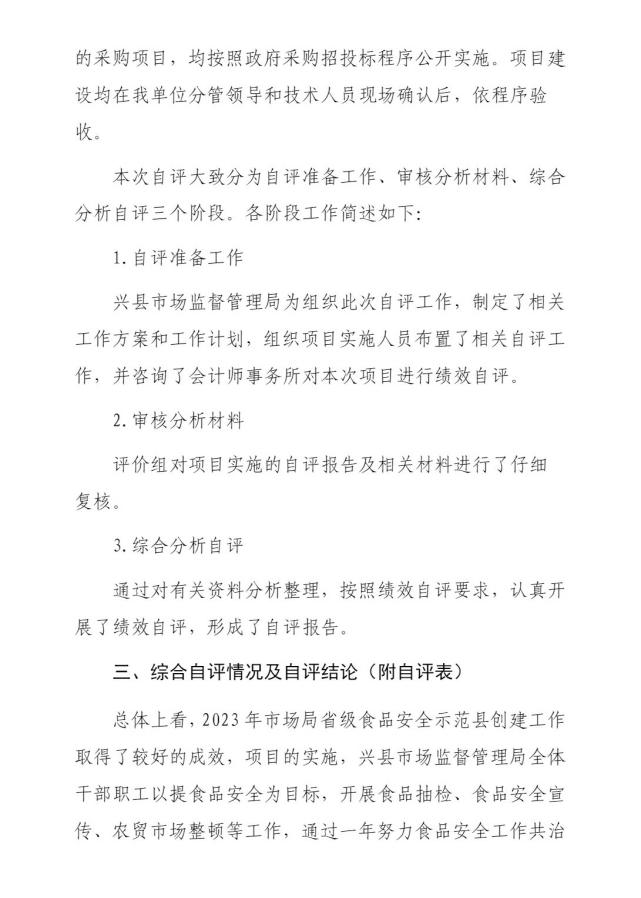 的采购项目，均按照政府采购招投标程序公开实施。项目建
设均在我单位分管领导和技术人员现场确认后，依程序验
收。
本次自评大致分为自评准备工作、审核分析材料、综合
分析自评三个阶段。各阶段工作简述如下：
1.自评准备工作
兴县市场监督管理局为组织此次自评工作，制定了相关
工作方案和工作计划，组织项目实施人员布置了相关自评工
作，并咨询了会计师事务所对本次项目进行绩效自评。
2.审核分析材料
评价组对项目实施的自评报告及相关材料进行了仔细
复核。
3.综合分析自评
通过对有关资料分析整理，按照绩效自评要求，认真开
展了绩效自评，形成了自评报告。
三、综合自评情况及自评结论（附自评表）
总体上看，2023 年市场局省级食品安全示范县创建工作
取得了较好的成效，项目的实施，兴县市场监督管理局全体
干部职工以提食品安全为目标，开展食品抽检、食品安全宣
传、农贸市场整顿等工作，通过一年努力食品安全工作共治